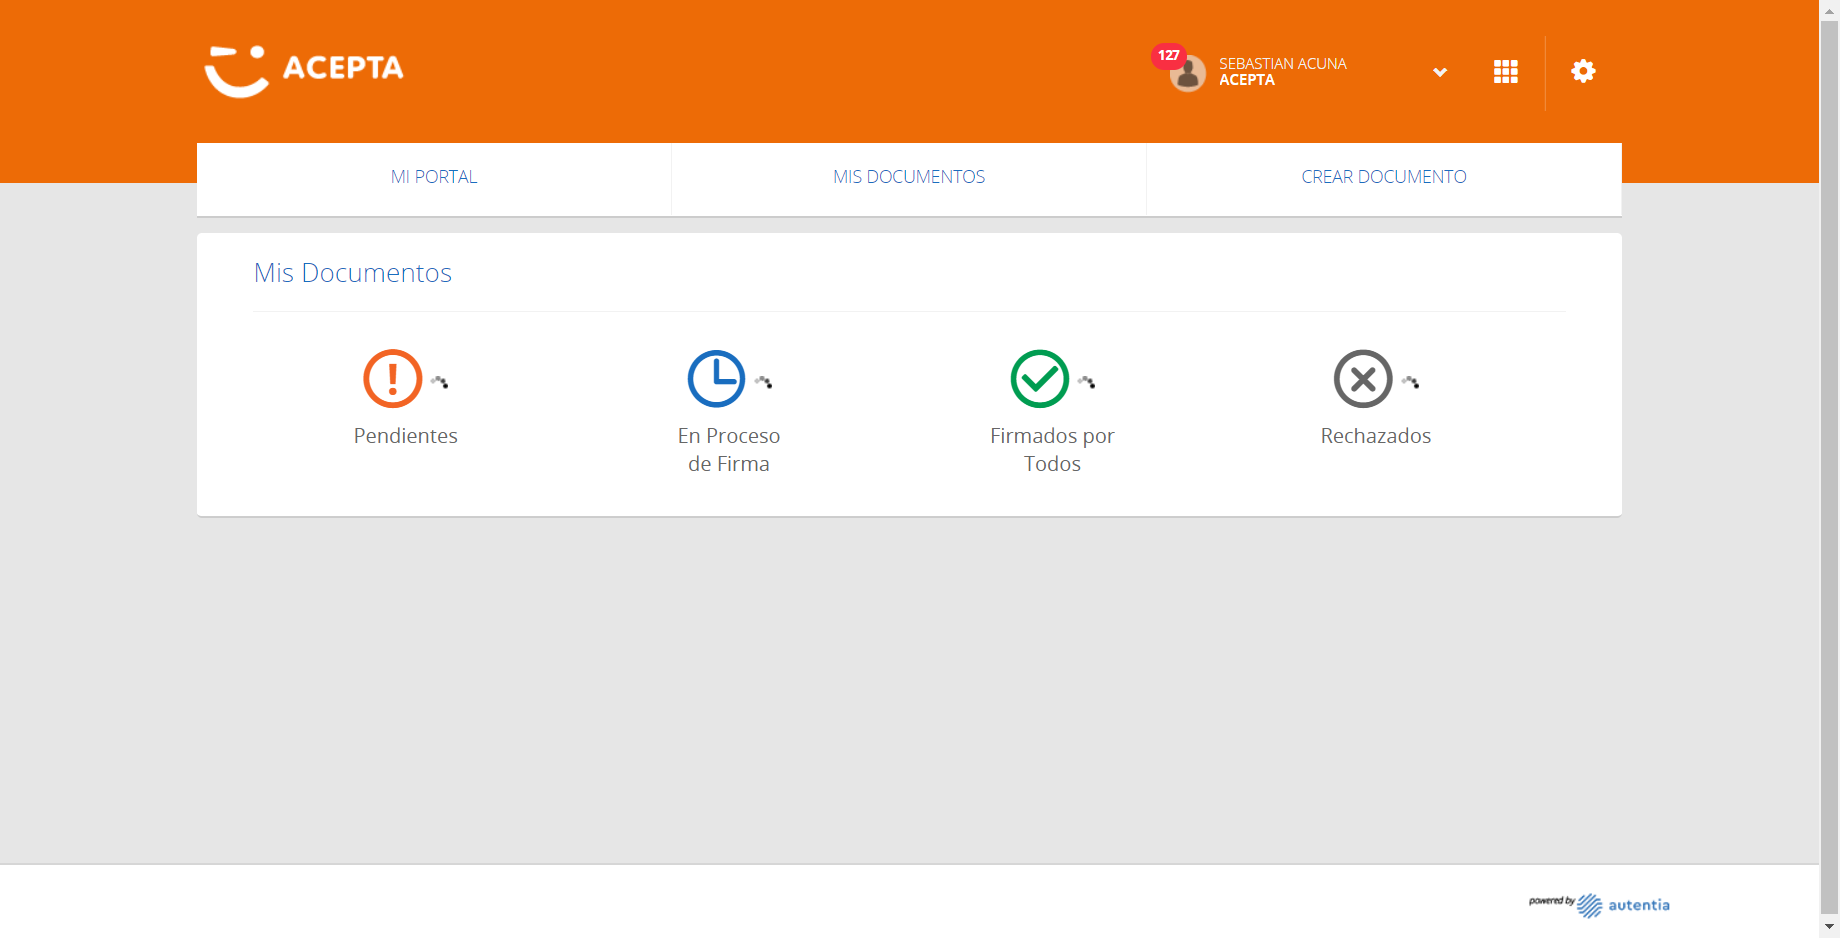 ACEPTA
127
SEBASTIAN ACUNA
ACEPTA
MI PORTAL
MIS DOCUMENTOS
CREAR DOCUMENTO
Mis Documentos
Pendientes
En Proceso
de Firma
Firmados por
Todos
Rechazados
powered by autentia